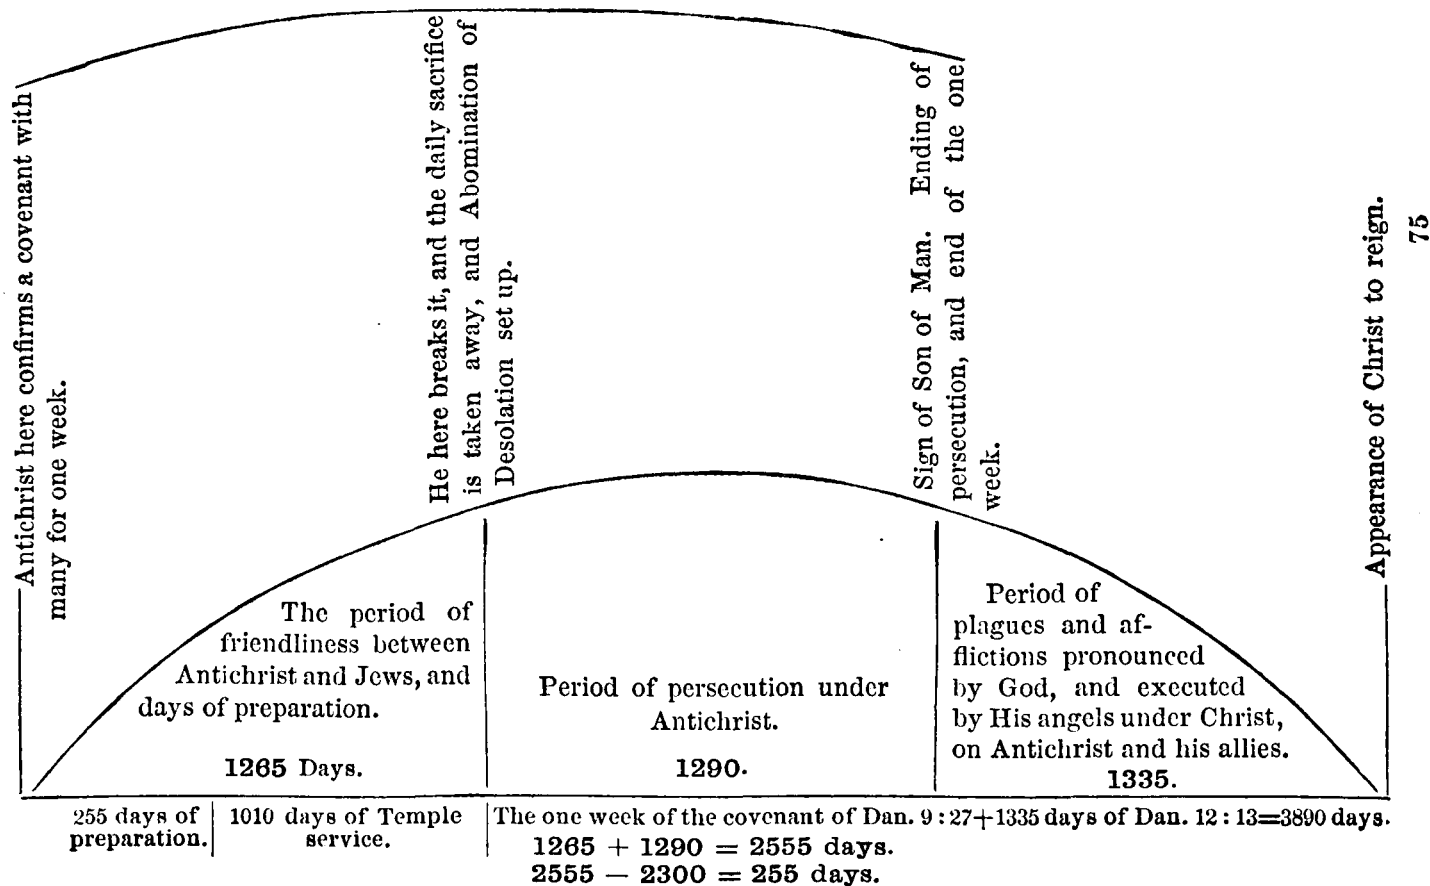 Antichrist here confirms a covenant with
many for one week.
He here breaks it, and the daily sacrifice
is taken away, and Abomination of
Desolation set up.
Sign of Son of Man. Ending of
persecution, and end of the one
week.
Appearance of Christ to reign.
75
The period of
friendliness between
Antichrist and Jews, and
days of preparation.
1265 Days.
Period of persecution under
Antichrist.
1290.
Period of
plagues and af-
flictions pronounced
by God, and executed
by His angels under Christ,
on Antichrist and his allies.
1335.
255 days of
preparation.
1010 days of Temple
service.
The one week of the covenant of Dan. 9:27+1335 days of Dan. 12:13=3890 days.
1265 + 1290 = 2555 days.
2555 − 2300 = 255 days.